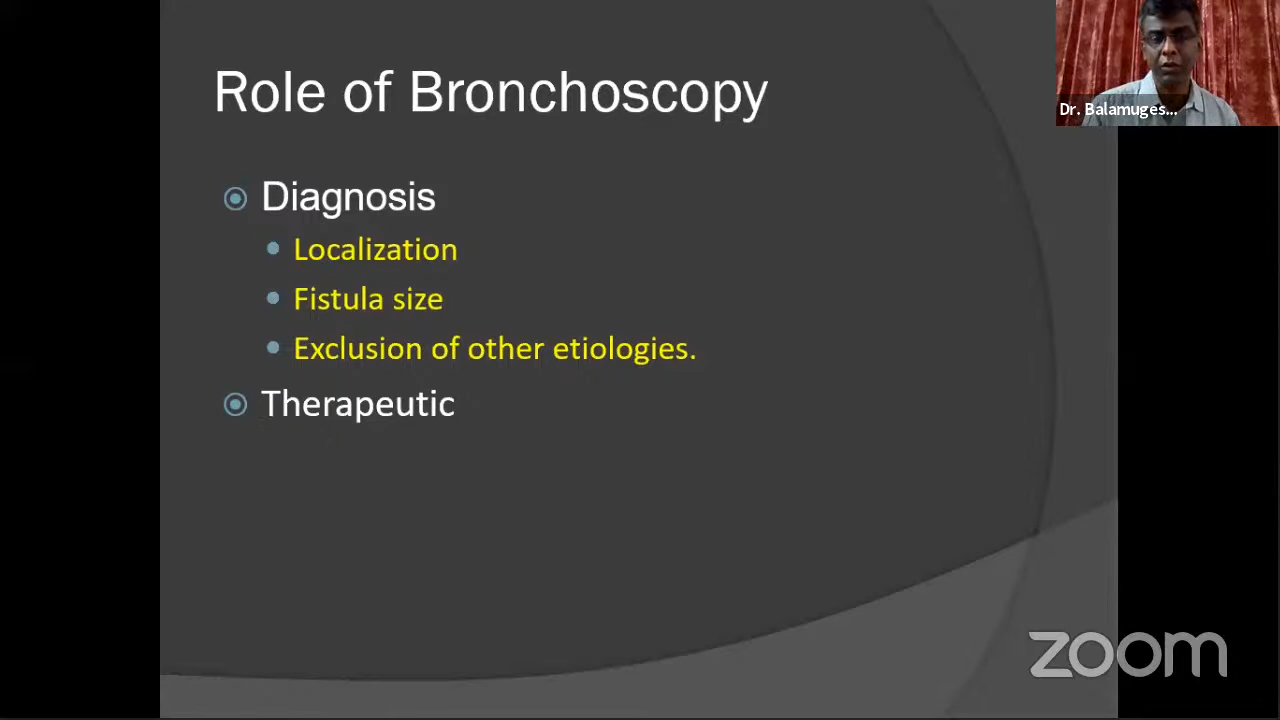 Role of Bronchoscopy
Dr. Balamuges...
Diagnosis
Localization
Fistula size
Exclusion of other etiologies.
Therapeutic
zoom